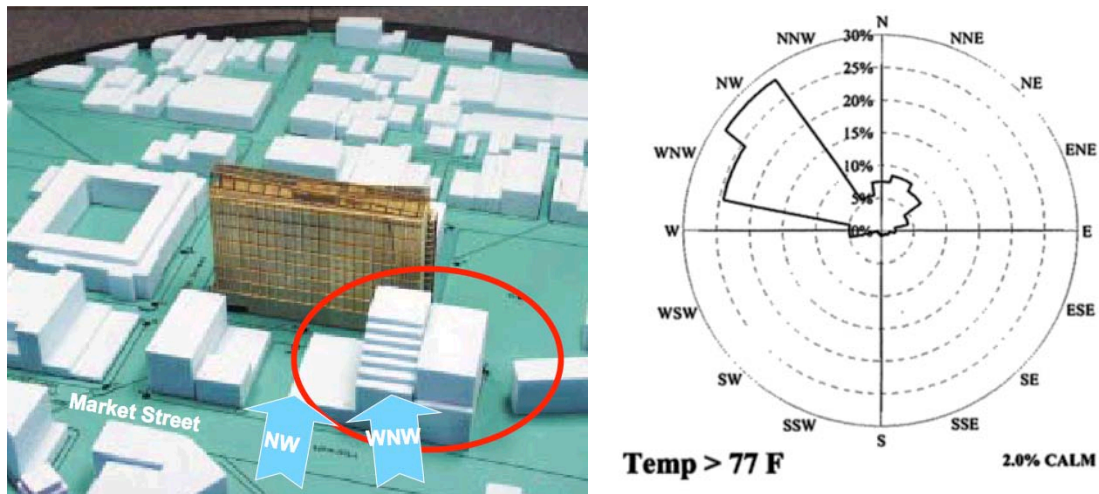 Market Street
NW
WNW
N
NNW
NNE
NW
NE
WNW
ENE
W
E
WSW
ESE
SW
SE
SSW
SSE
S
30%
25%
20%
15%
10%
5%
0%
Temp > 77 F
2.0% CALM